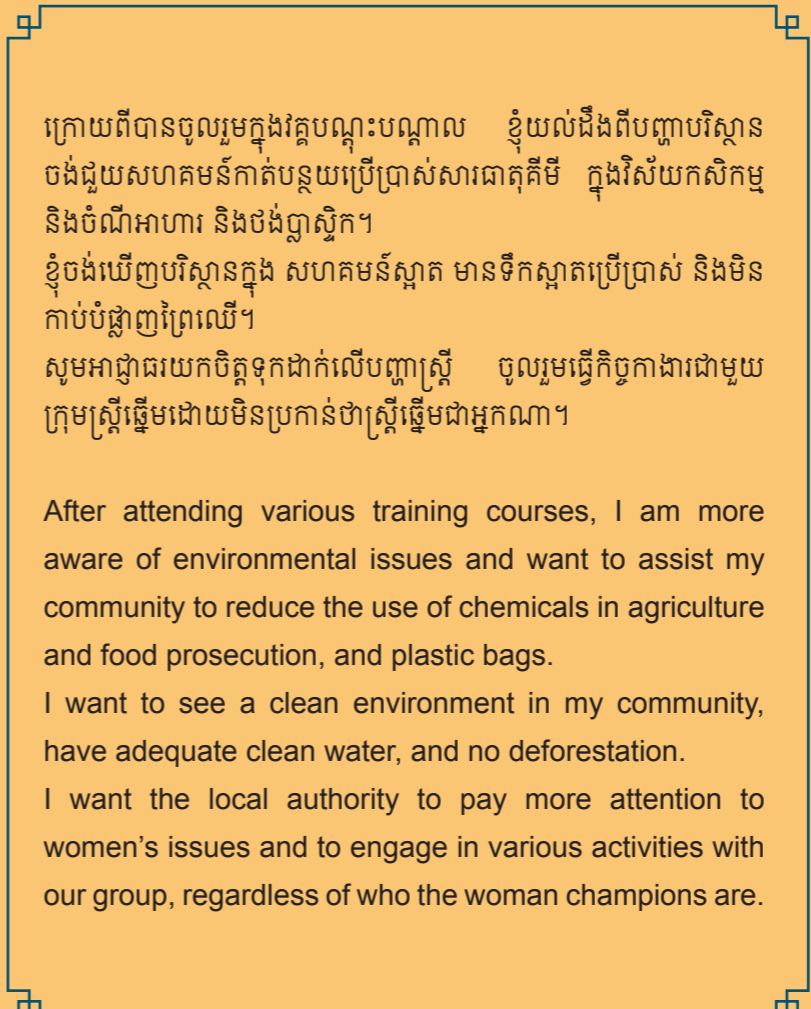 ក្រោយពីបានចូលរួមក្នុងវគ្គបណ្តុះបណ្តាល ខ្ញុំយល់ដឹងពីបញ្ហាបរិស្ថាន
ចង់ជួយសហគមន៍កាត់បន្ថយប្រើប្រាស់សារធាតុគីមី ក្នុងវិស័យកសិកម្ម
និងចំណីអាហារ និងថង់ប្លាស្ទិក។
ខ្ញុំចង់ឃើញបរិស្ថានក្នុង សហគមន៍ស្អាត មានទឹកស្អាតប្រើប្រាស់ និងមិន
កាប់បំផ្លាញព្រៃឈើ។
សូមអាជ្ញាធរយកចិត្តទុកដាក់លើបញ្ហាស្ត្រី ចូលរួមធ្វើកិច្ចកាងារជាមួយ
ក្រុមស្ត្រីឆ្នើមដោយមិនប្រកាន់ថាស្ត្រីឆ្នើមជាអ្នកណា។
After attending various training courses, I am more
aware of environmental issues and want to assist my
community to reduce the use of chemicals in agriculture
and food prosecution, and plastic bags.
I want to see a clean environment in my community,
have adequate clean water, and no deforestation.
I want the local authority to pay more attention to
women’s issues and to engage in various activities with
our group, regardless of who the woman champions are.